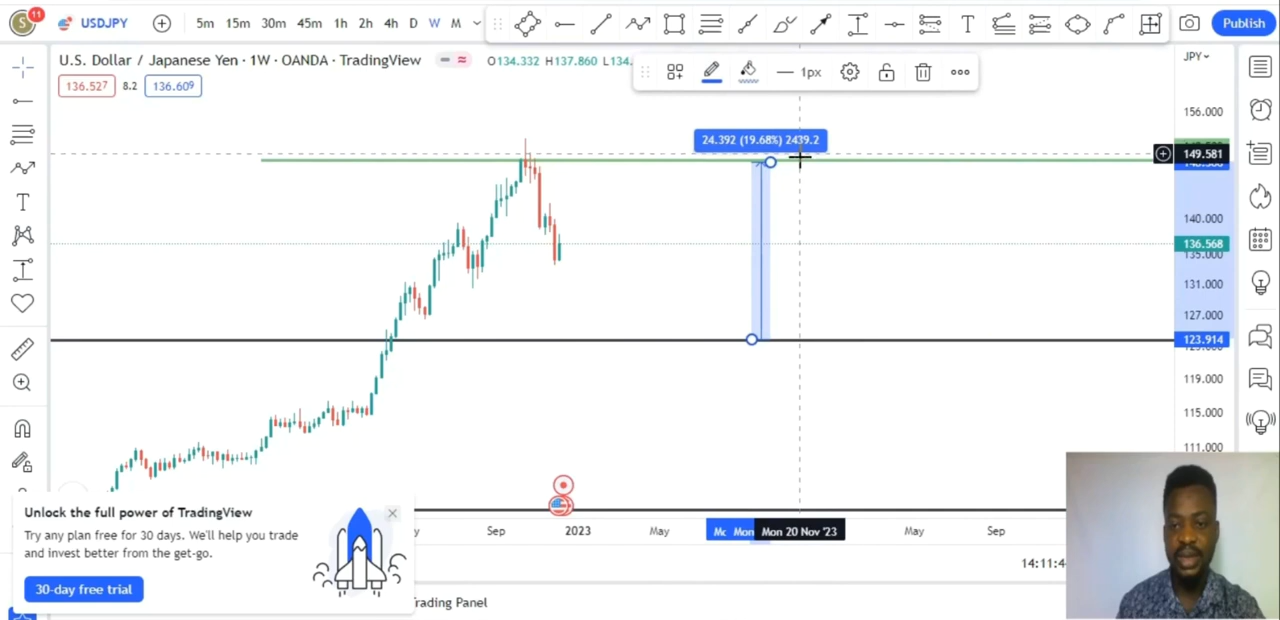 S 11 USDJPY 5m 15m 30m 45m 1h 2h 4h D W M T Publish
U.S. Dollar / Japanese Yen · 1W · OANDA · TradingView O134.332 H137.860 L134.
1px
JPY
136.527 8.2 136.609
156.000
24.392 (19.68%) 2439.2
149.581
140.000
136.568
135.000
131.000
127.000
123.914
119.000
115.000
111.000
Unlock the full power of TradingView
Try any plan free for 30 days. We'll help you trade
and invest better from the get-go.
30-day free trial
Sep 2023 May Mon Mon 20 Nov '23 May Sep
14:11:4
rading Panel